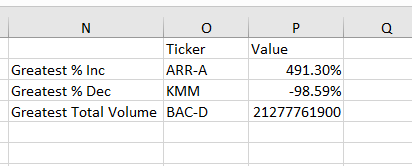 N O P Q
Ticker Value
Greatest % Inc ARR-A 491.30%
Greatest % Dec KMM -98.59%
Greatest Total Volume BAC-D 21277761900